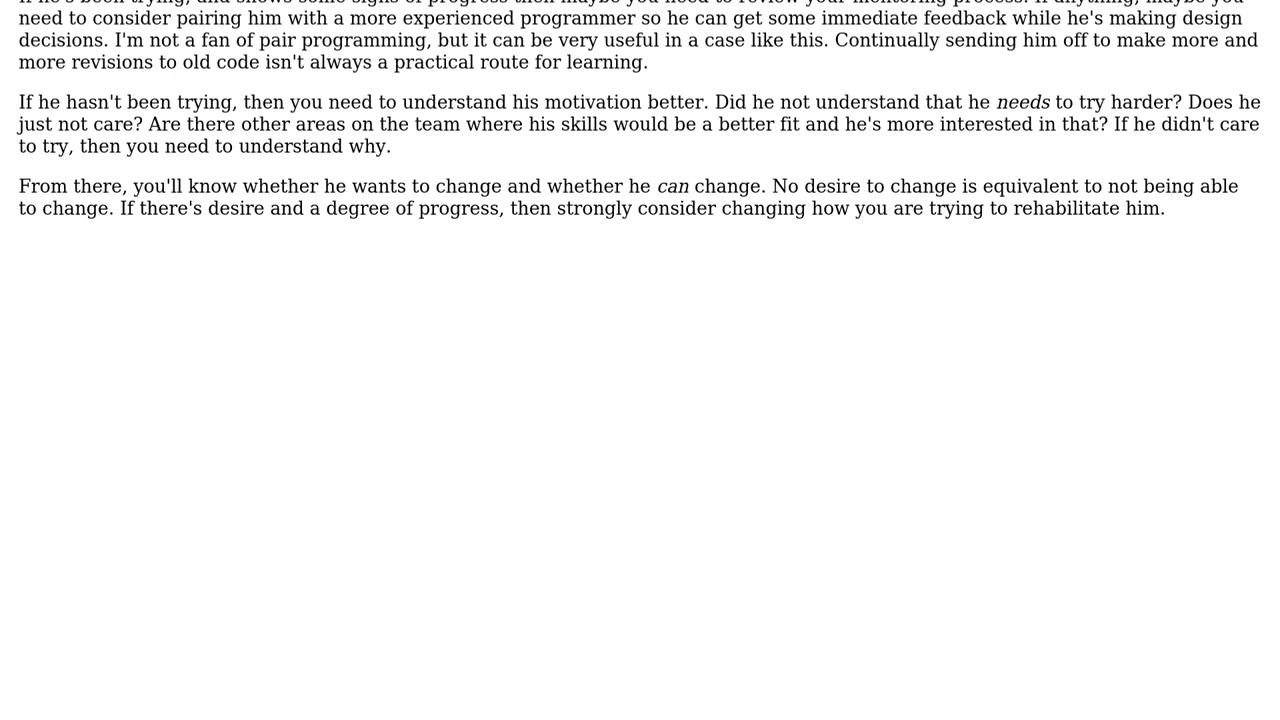 need to consider pairing him with a more experienced programmer so he can get some immediate feedback while he's making design
decisions. I'm not a fan of pair programming, but it can be very useful in a case like this. Continually sending him off to make more and
more revisions to old code isn't always a practical route for learning.
If he hasn't been trying, then you need to understand his motivation better. Did he not understand that he needs to try harder? Does he
just not care? Are there other areas on the team where his skills would be a better fit and he's more interested in that? If he didn't care
to try, then you need to understand why.
From there, you'll know whether he wants to change and whether he can change. No desire to change is equivalent to not being able
to change. If there's desire and a degree of progress, then strongly consider changing how you are trying to rehabilitate him.